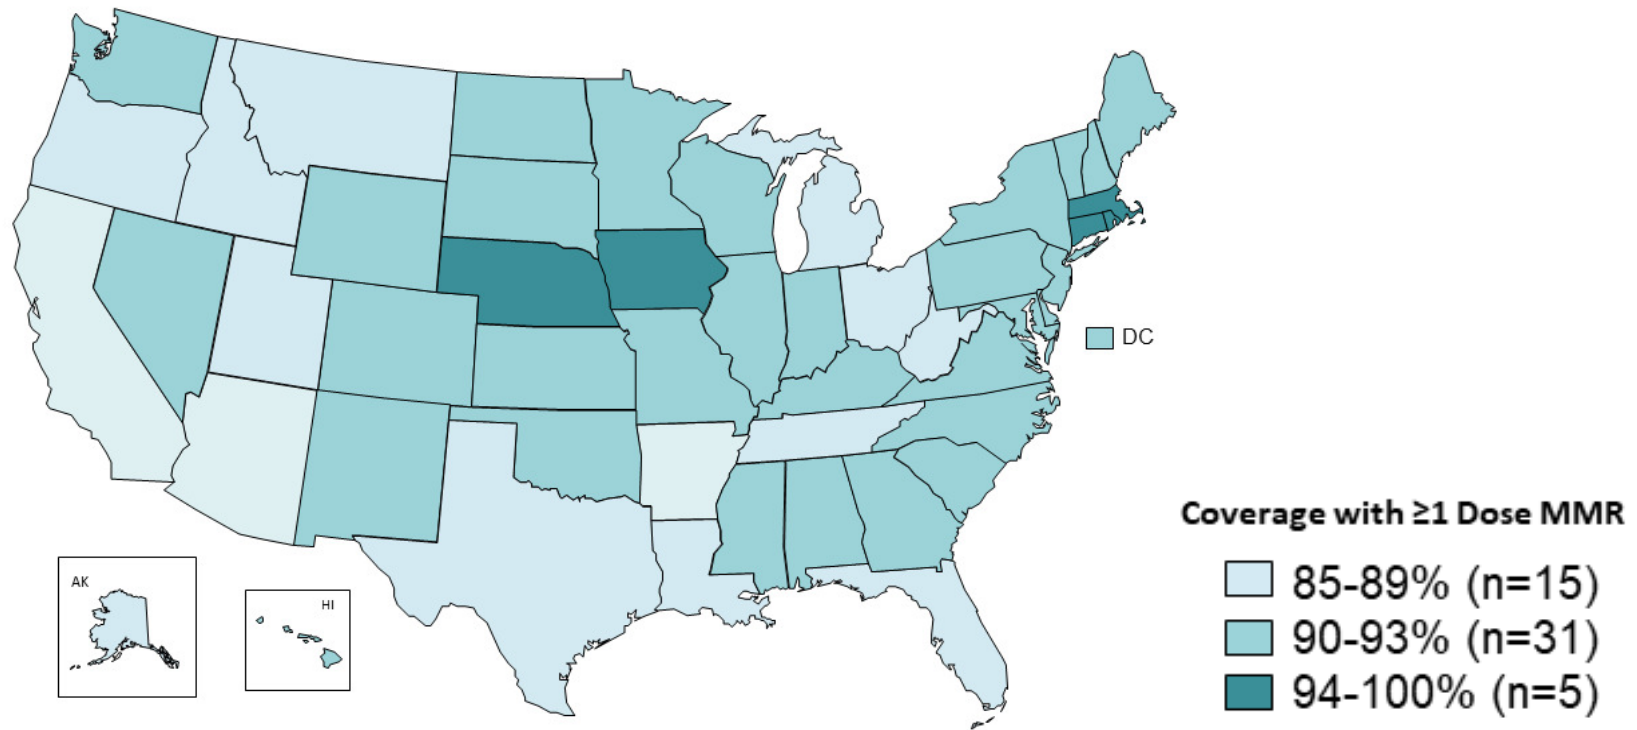 DC
AK
HI
Coverage with ≥1 Dose MMR
85-89% (n=15)
90-93% (n=31)
94-100% (n=5)